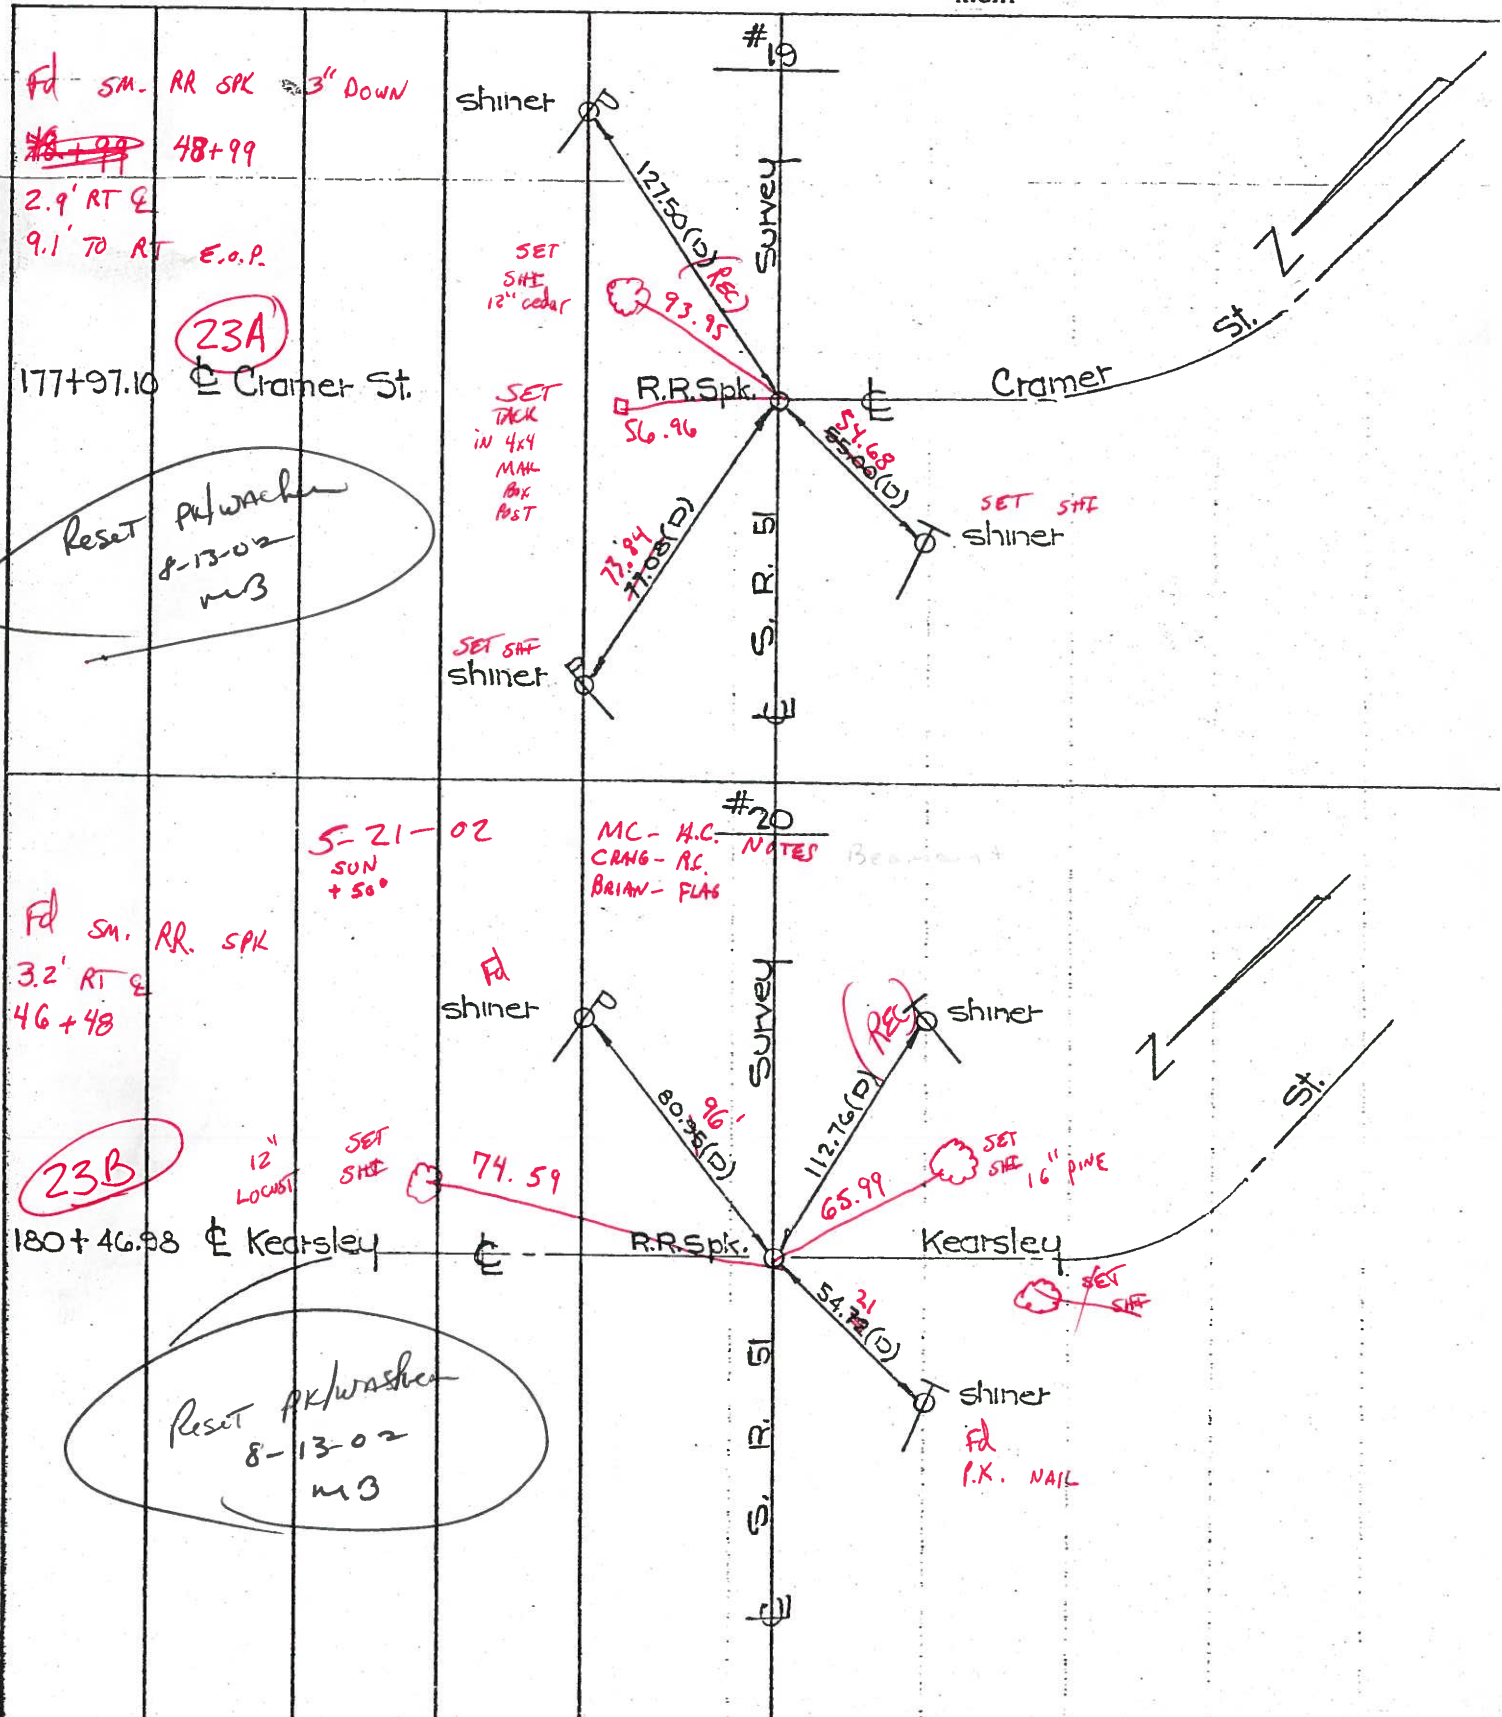 #19
Fd SM. RR SPK 3" DOWN
48+99
2.9' RT ℄
9.1' TO RT E.O.P.
23A
177+97.10 ℄ Cramer St.
Reset PK/WASher
8-13-02
MB
shiner
127.50(D)
(REC)
Survey
SET
SHI
12" cedar
93.95
SET
TACK
IN 4x4
MAIL
BOX
POST
R.R.Spk.
56.96
℄
Cramer
St.
N
54.68
55.00(D)
SET SHI
shiner
73.84
77.08(D)
SET SHI
shiner
S. R. 51
℄
#20
NOTES
5-21-02
SUN
+50°
MC - H.C.
CRAIG - R.C.
BRIAN - FLAG
Fd SM. RR. SPK
3.2' RT ℄
46+48
23B
180+46.98 ℄ Kearsley
Reset PK/WASher
8-13-02
MB
Fd
shiner
80.95(D)
96
Survey
(REC)
shiner
112.76(D)
12"
LOCUST
SET
SHI
74.59
65.99
SET
SHI
16" PINE
R.R.Spk.
℄
Kearsley
St.
N
SET
SHI
21
54.72(D)
shiner
Fd
P.K. NAIL
S. R. 51
℄